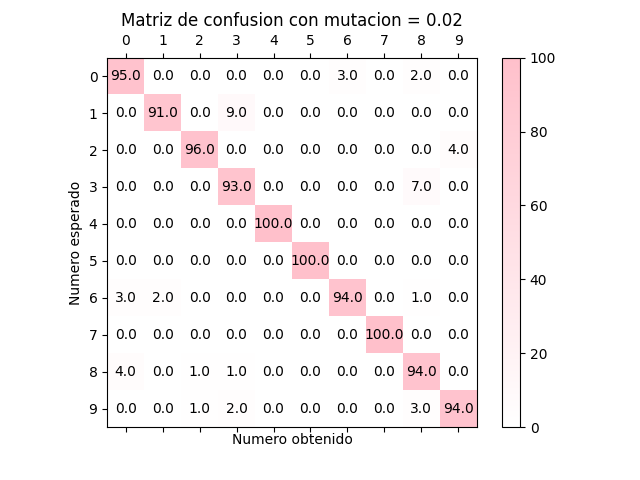 Matriz de confusion con mutacion = 0.02
0 1 2 3 4 5 6 7 8 9
0 95.0 0.0 0.0 0.0 0.0 0.0 3.0 0.0 2.0 0.0
1 0.0 91.0 0.0 9.0 0.0 0.0 0.0 0.0 0.0 0.0
2 0.0 0.0 96.0 0.0 0.0 0.0 0.0 0.0 0.0 4.0
3 0.0 0.0 0.0 93.0 0.0 0.0 0.0 0.0 7.0 0.0
4 0.0 0.0 0.0 0.0 100.0 0.0 0.0 0.0 0.0 0.0
5 0.0 0.0 0.0 0.0 0.0 100.0 0.0 0.0 0.0 0.0
6 3.0 2.0 0.0 0.0 0.0 0.0 94.0 0.0 1.0 0.0
7 0.0 0.0 0.0 0.0 0.0 0.0 0.0 100.0 0.0 0.0
8 4.0 0.0 1.0 1.0 0.0 0.0 0.0 0.0 94.0 0.0
9 0.0 0.0 1.0 2.0 0.0 0.0 0.0 0.0 3.0 94.0
Numero esperado
Numero obtenido
100
80
60
40
20
0